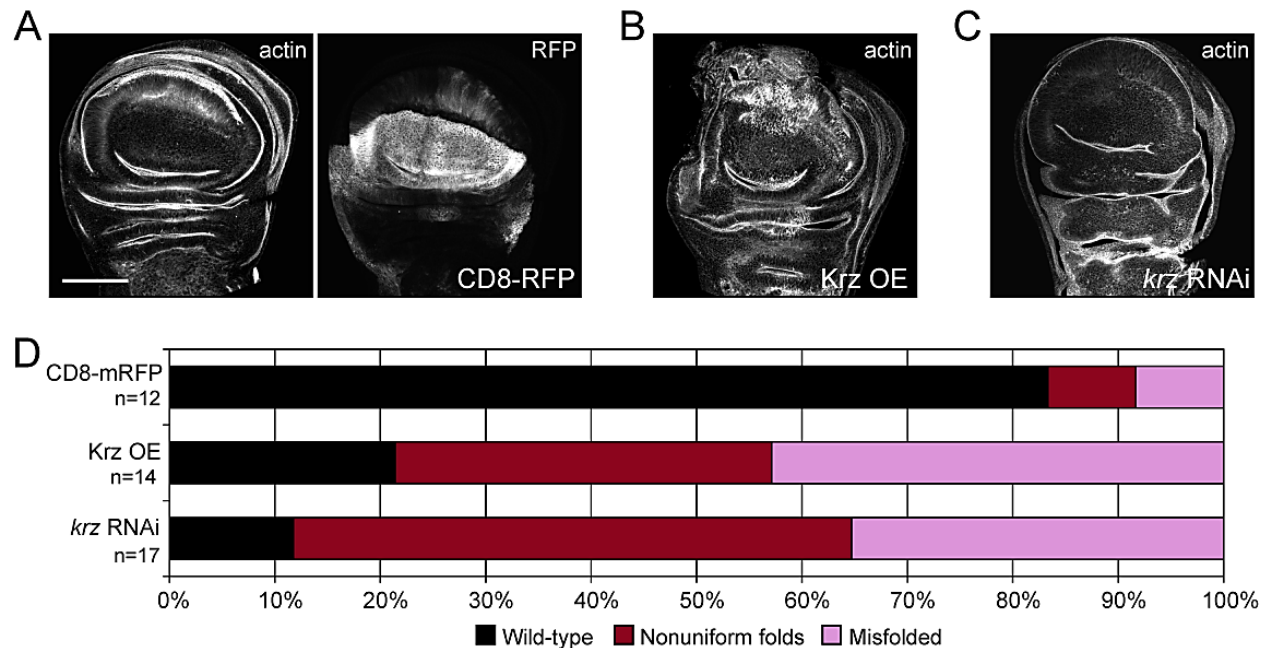 A
actin
RFP
CD8-RFP
B
actin
Krz OE
C
actin
krz RNAi
D
CD8-mRFP
n=12
Krz OE
n=14
krz RNAi
n=17
0% 10% 20% 30% 40% 50% 60% 70% 80% 90% 100%
Wild-type Nonuniform folds Misfolded